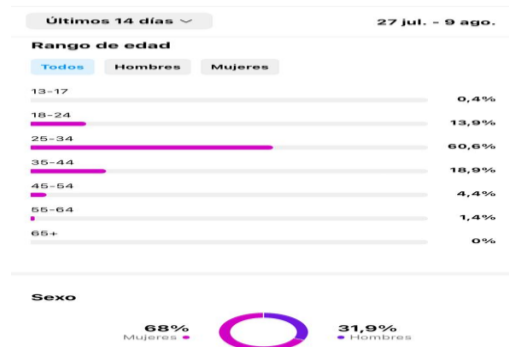 Últimos 14 días
27 jul. - 9 ago.
Rango de edad
Todos Hombres Mujeres
13-17
0,4%
18-24
13,9%
25-34
60,6%
35-44
18,9%
45-54
4,4%
55-64
1,4%
65+
0%
Sexo
68% 31,9%
Mujeres • • Hombres